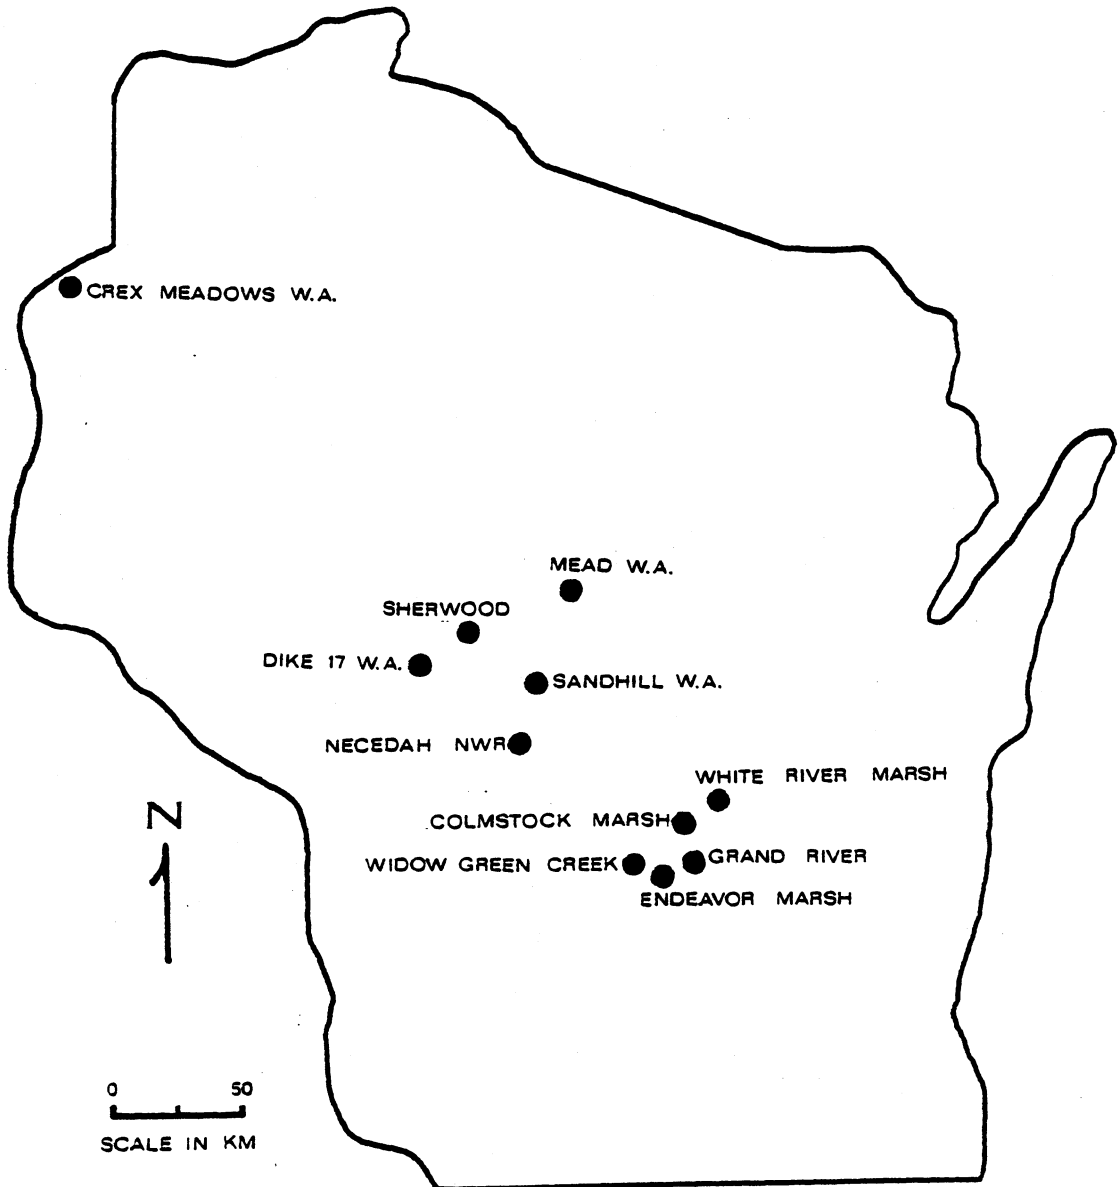 CREX MEADOWS W.A.
MEAD W.A.
SHERWOOD
DIKE 17 W.A.
SANDHILL W.A.
NECEDAH NWR
WHITE RIVER MARSH
COLMSTOCK MARSH
WIDOW GREEN CREEK
GRAND RIVER
ENDEAVOR MARSH
N
0 50
SCALE IN KM